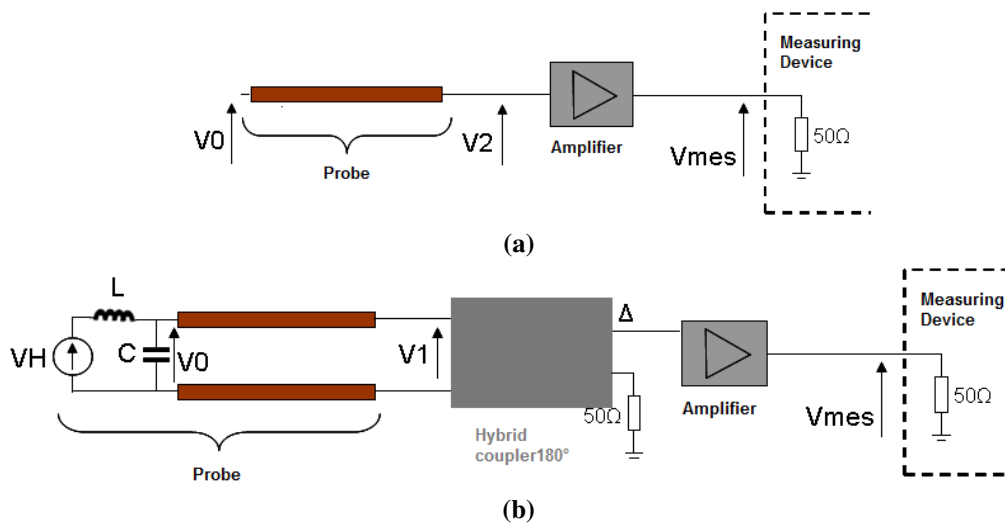 Measuring
Device
V0
Probe
V2
Amplifier
Vmes
50Ω
(a)
L
VH
C
V0
Probe
V1
Hybrid
coupler180°
Δ
50Ω
Amplifier
Vmes
Measuring
Device
50Ω
(b)